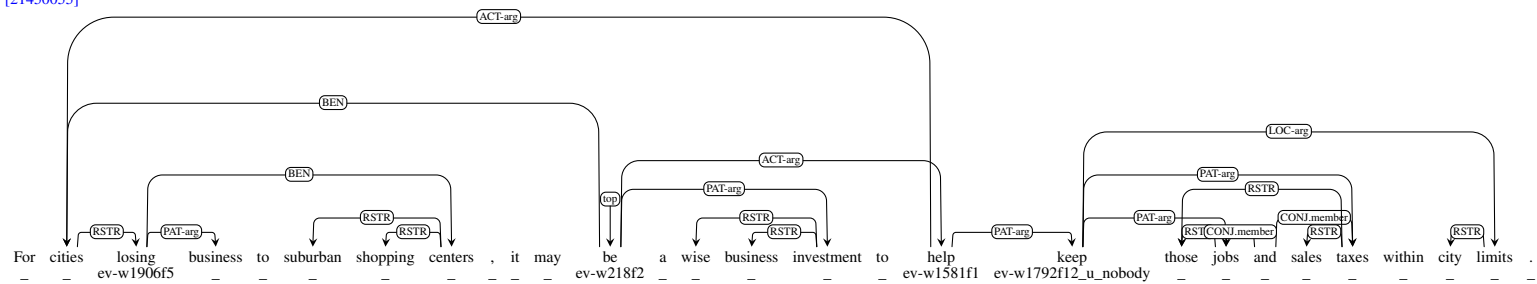 [21450055]
ACT-arg
BEN
LOC-arg
ACT-arg
BEN PAT-arg
PAT-arg RSTR
top
RSTR RSTR PAT-arg CONJ.member
RSTR PAT-arg RSTR RSTR PAT-arg RSTR CONJ.member RSTR RSTR
For cities losing business to suburban shopping centers , it may be a wise business investment to help keep those jobs and sales taxes within city limits .
_ _ ev-w1906f5 _ _ _ _ _ _ _ _ ev-w218f2 _ _ _ _ _ ev-w1581f1 ev-w1792f12_u_nobody _ _ _ _ _ _ _ _ _